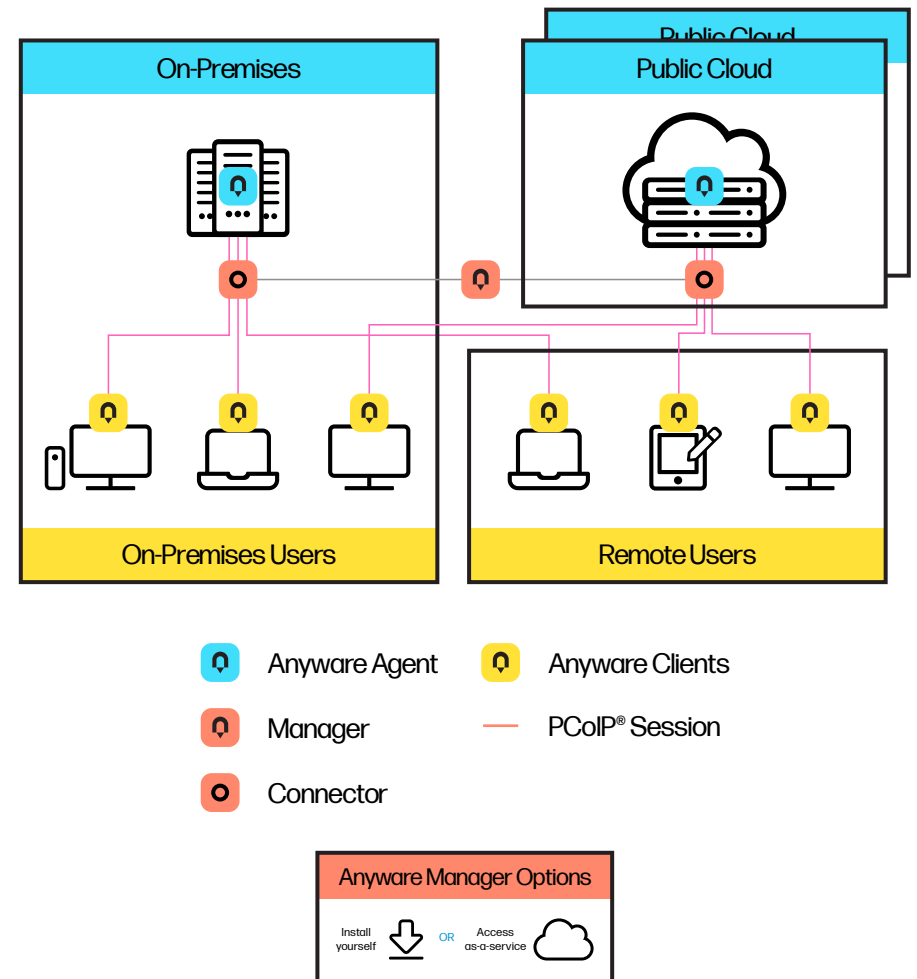 Public Cloud
On-Premises
Public Cloud
On-Premises Users
Remote Users
Anyware Agent
Anyware Clients
Manager
PCoIP® Session
Connector
Anyware Manager Options
Install
yourself
OR
Access
as-a-service